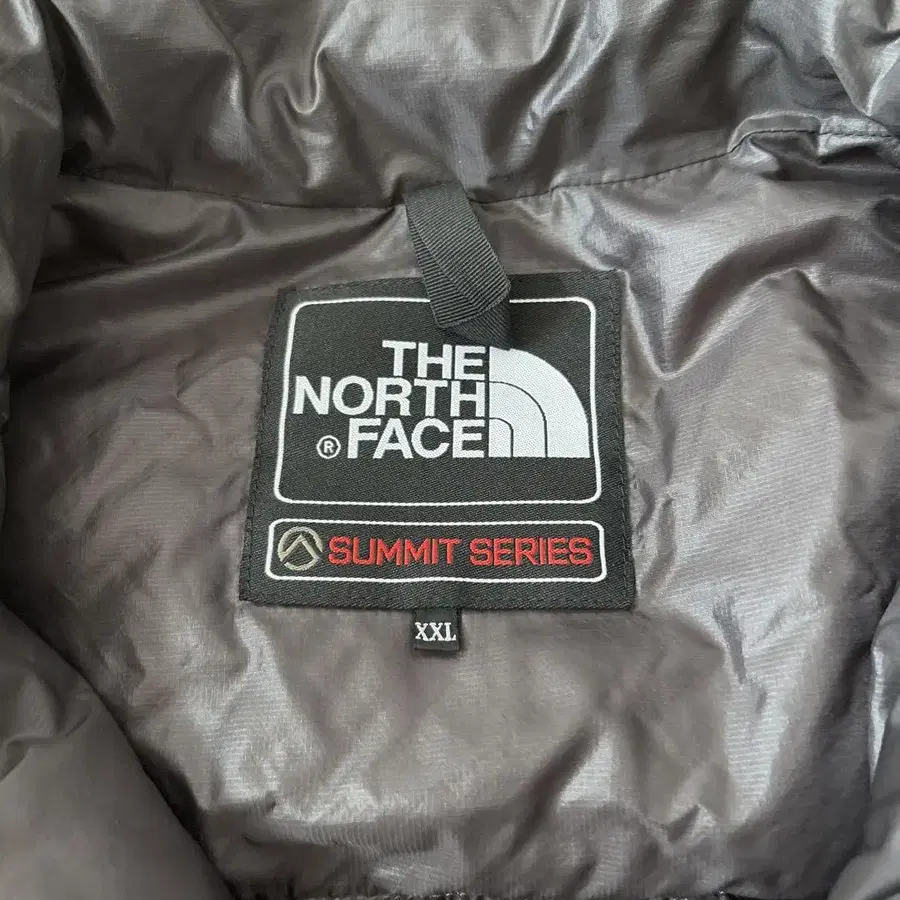 THE
NORTH
® FACE
SUMMIT SERIES
XXL